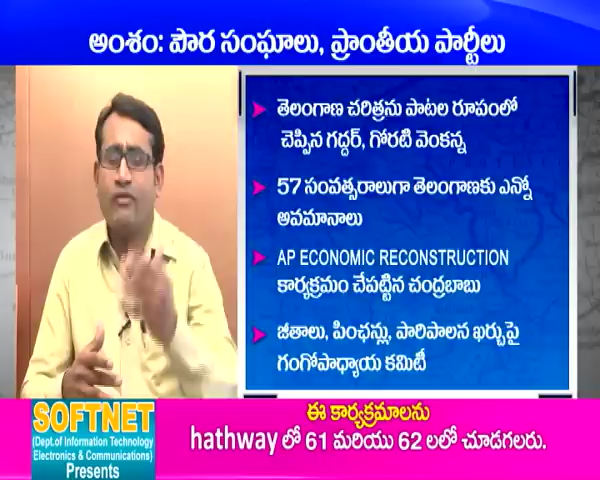 అంశం: పౌర సంఘాలు, ప్రాంతీయ పార్టీలు
తెలంగాణ చరిత్రను పాటల రూపంలో
చెప్పిన గద్దర్, గోరటి వెంకన్న
57 సంవత్సరాలుగా తెలంగాణకు ఎన్నో
అవమానాలు
AP ECONOMIC RECONSTRUCTION
కార్యక్రమం చేపట్టిన చంద్రబాబు
జీతాలు, పింఛన్లు, పారిపాలన ఖర్చుపై
గంగోపాధ్యాయ కమిటీ
SOFTNET
(Dept.of Information Technology
Electronics & Communications)
Presents
ఈ కార్యక్రమాలను
hathway లో 61 మరియు 62 లలో చూడగలరు.